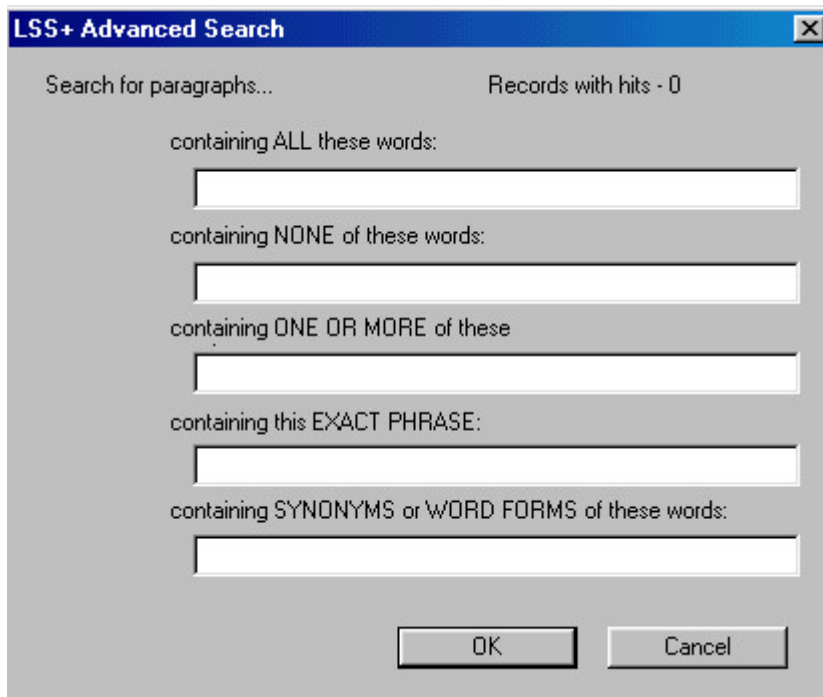 LSS+ Advanced Search
Search for paragraphs... Records with hits - 0
containing ALL these words:
containing NONE of these words:
containing ONE OR MORE of these
containing this EXACT PHRASE:
containing SYNONYMS or WORD FORMS of these words:
OK Cancel